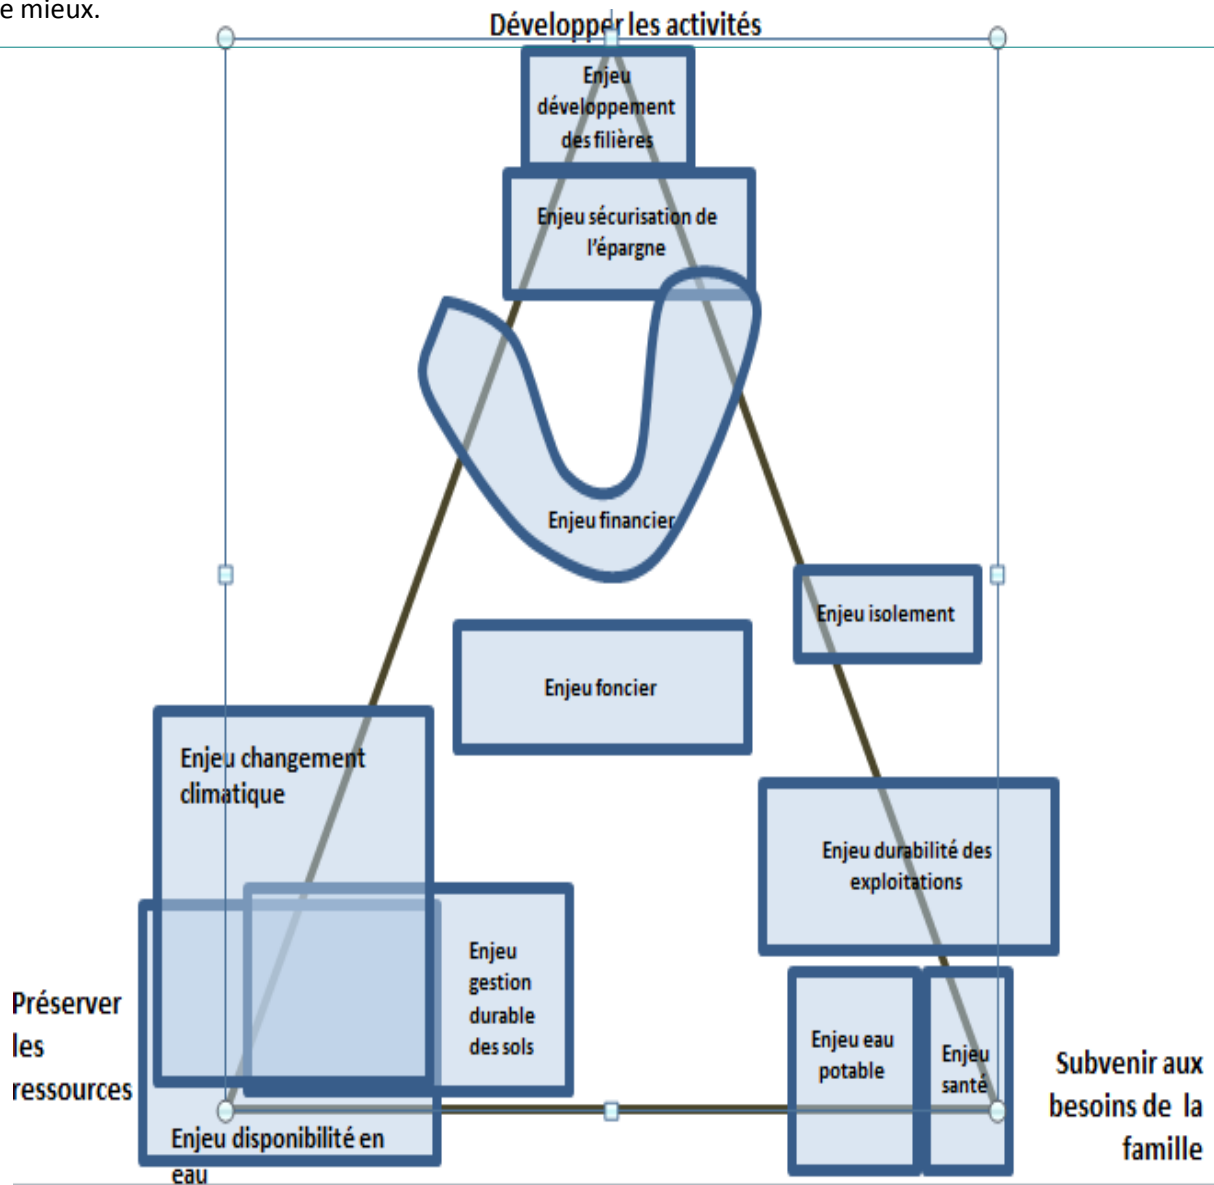 e mieux.
Développer les activités
Enjeu
développement
des filières
Enjeu sécurisation de
l'épargne
Enjeu financier
Enjeu isolement
Enjeu foncier
Enjeu changement
climatique
Enjeu durabilité des
exploitations
Enjeu
gestion
durable
des sols
Préserver
les
ressources
Enjeu eau
potable
Enjeu
santé
Subvenir aux
besoins de la
famille
Enjeu disponibilité en
eau